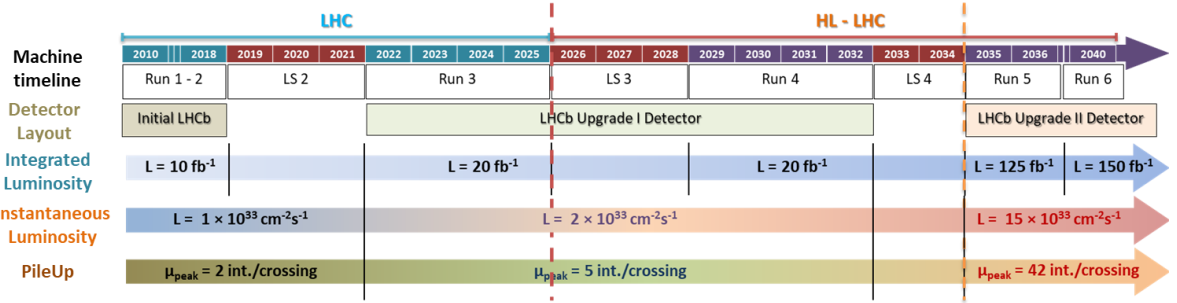 LHC HL - LHC
Machine timeline 2010 2018 2019 2020 2021 2022 2023 2024 2025 2026 2027 2028 2029 2030 2031 2032 2033 2034 2035 2036 2040
Run 1 - 2 LS 2 Run 3 LS 3 Run 4 LS 4 Run 5 Run 6
Detector Layout Initial LHCb LHCb Upgrade I Detector LHCb Upgrade II Detector
Integrated Luminosity L = 10 fb⁻¹ L = 20 fb⁻¹ L = 20 fb⁻¹ L = 125 fb⁻¹ L = 150 fb⁻¹
nstantaneous Luminosity L = 1 × 10³³ cm⁻²s⁻¹ L = 2 × 10³³ cm⁻²s⁻¹ L = 15 × 10³³ cm⁻²s⁻¹
PileUp μpeak = 2 int./crossing μpeak = 5 int./crossing μpeak = 42 int./crossing